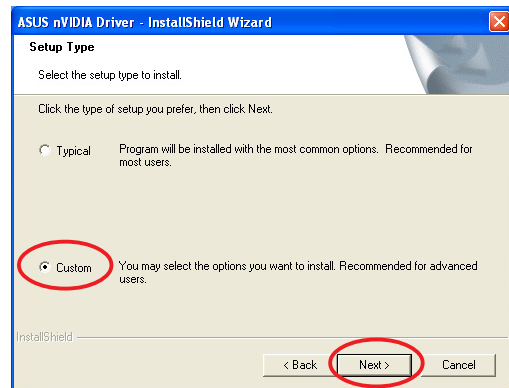 ASUS nVIDIA Driver - InstallShield Wizard
Setup Type
Select the setup type to install.
Click the type of setup you prefer, then click Next.
Typical
Program will be installed with the most common options. Recommended for
most users.
Custom
You may select the options you want to install. Recommended for advanced
users.
InstallShield
< Back
Next >
Cancel